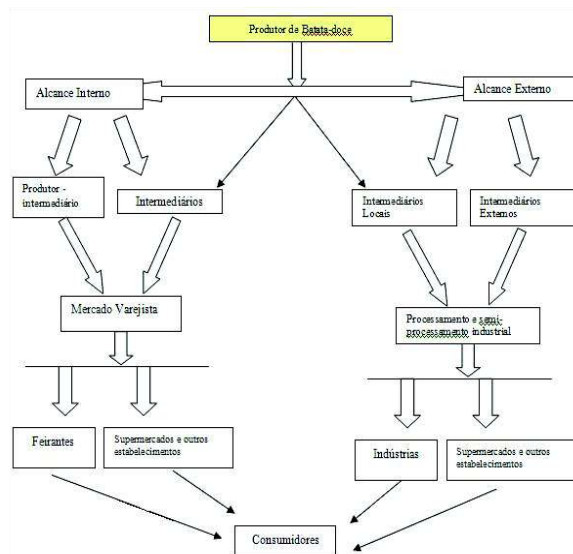 Produtor de Batata-doce
Alcance Interno
Alcance Externo
Produtor -
intermediário
Intermediários
Intermediários
Locais
Intermediários
Externos
Mercado Varejista
Processamento e semi-
processamento industrial
Feirantes
Supermercados e outros
estabelecimentos
Indústrias
Supermercados e outros
estabelecimentos
Consumidores